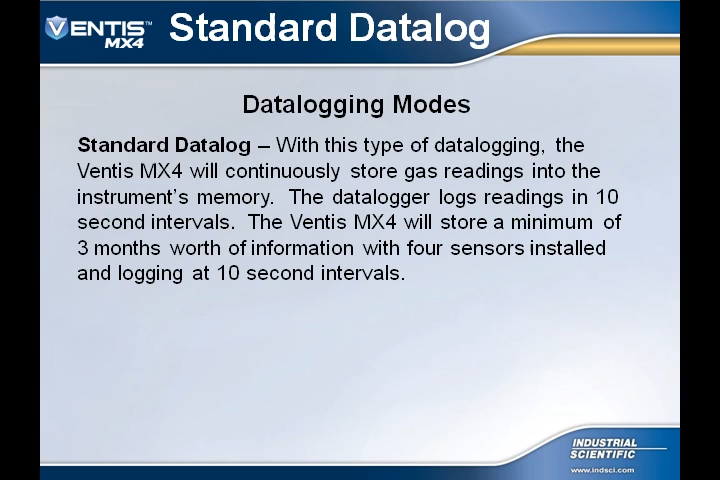 VENTIS™ MX4
Standard Datalog
Datalogging Modes
Standard Datalog – With this type of datalogging, the
Ventis MX4 will continuously store gas readings into the
instrument's memory. The datalogger logs readings in 10
second intervals. The Ventis MX4 will store a minimum of
3 months worth of information with four sensors installed
and logging at 10 second intervals.
INDUSTRIAL
SCIENTIFIC
www.indsci.com